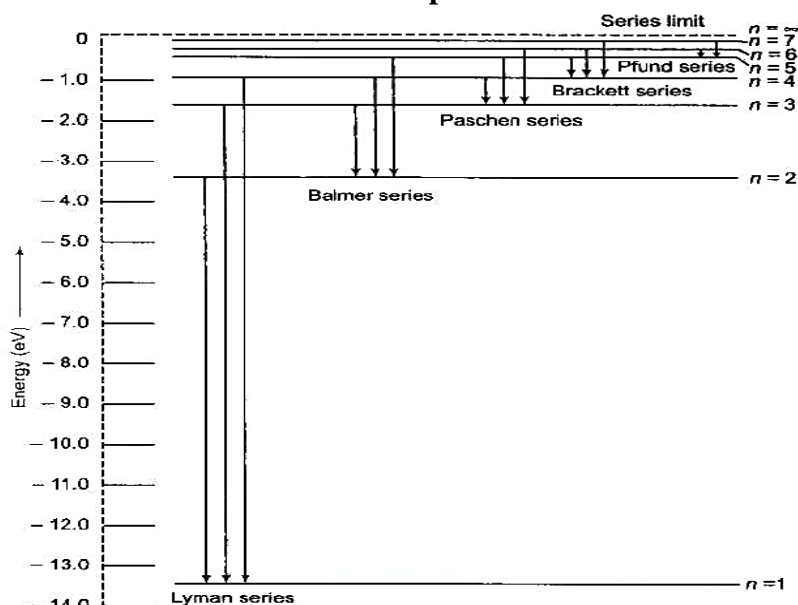 Series limit
n = ∞
0
n = 7
n = 6
Pfund series
n = 5
– 1.0
n = 4
Brackett series
n = 3
– 2.0
Paschen series
– 3.0
n = 2
Balmer series
– 4.0
– 5.0
– 6.0
– 7.0
– 8.0
– 9.0
– 10.0
– 11.0
– 12.0
– 13.0
n = 1
Lyman series
– 14.0
Energy (eV)